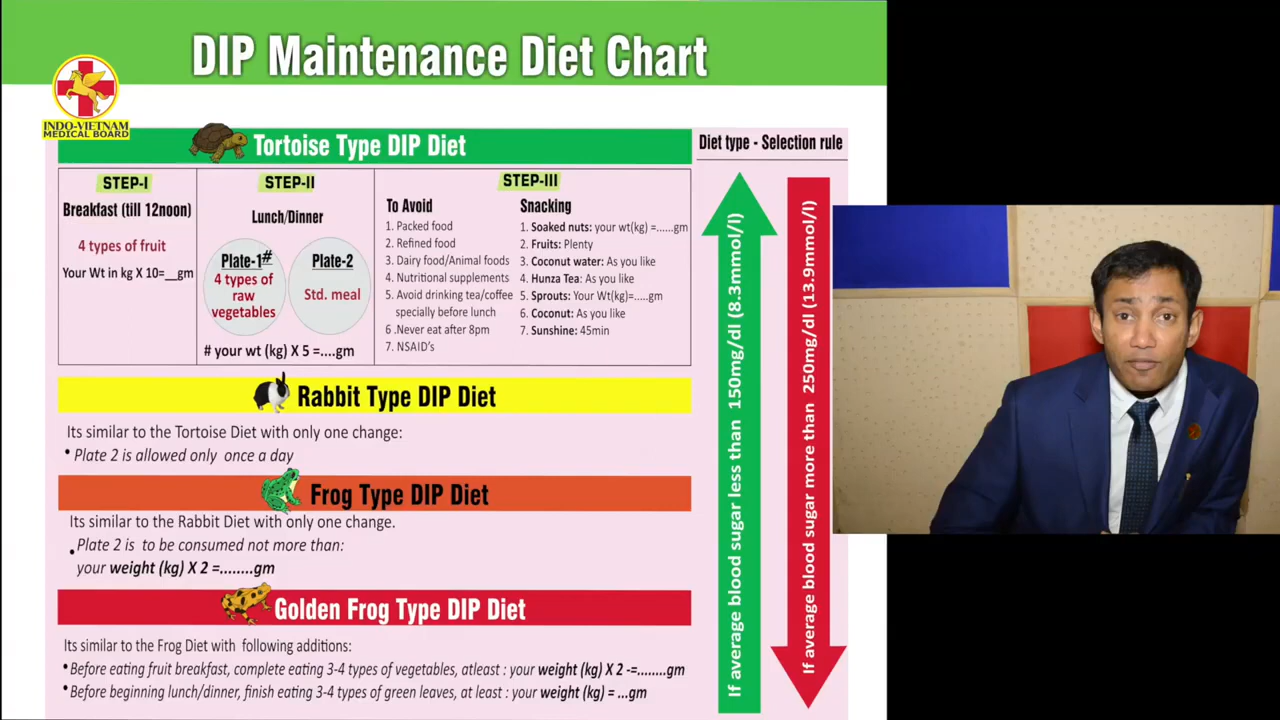 DIP Maintenance Diet Chart
INDO-VIETNAM
MEDICAL BOARD
Tortoise Type DIP Diet
Diet type - Selection rule
STEP-I
Breakfast (till 12noon)
4 types of fruit
Your Wt in kg X 10=__gm
STEP-II
Lunch/Dinner
Plate-1#
4 types of
raw
vegetables
Plate-2
Std. meal
# your wt (kg) X 5 =....gm
STEP-III
To Avoid
1. Packed food
2. Refined food
3. Dairy food/Animal foods
4. Nutritional supplements
5. Avoid drinking tea/coffee
specially before lunch
6 .Never eat after 8pm
7. NSAID's
Snacking
1. Soaked nuts: your wt(kg) =.....gm
2. Fruits: Plenty
3. Coconut water: As you like
4. Hunza Tea: As you like
5. Sprouts: Your Wt(kg)=.....gm
6. Coconut: As you like
7. Sunshine: 45min
Rabbit Type DIP Diet
Its similar to the Tortoise Diet with only one change:
• Plate 2 is allowed only once a day
Frog Type DIP Diet
Its similar to the Rabbit Diet with only one change.
• Plate 2 is to be consumed not more than:
your weight (kg) X 2 =........gm
Golden Frog Type DIP Diet
Its similar to the Frog Diet with following additions:
• Before eating fruit breakfast, complete eating 3-4 types of vegetables, atleast : your weight (kg) X 2 -=........gm
• Before beginning lunch/dinner, finish eating 3-4 types of green leaves, at least : your weight (kg) = ...gm
If average blood sugar less than 150mg/dl (8.3mmol/l)
If average blood sugar more than 250mg/dl (13.9mmol/l)